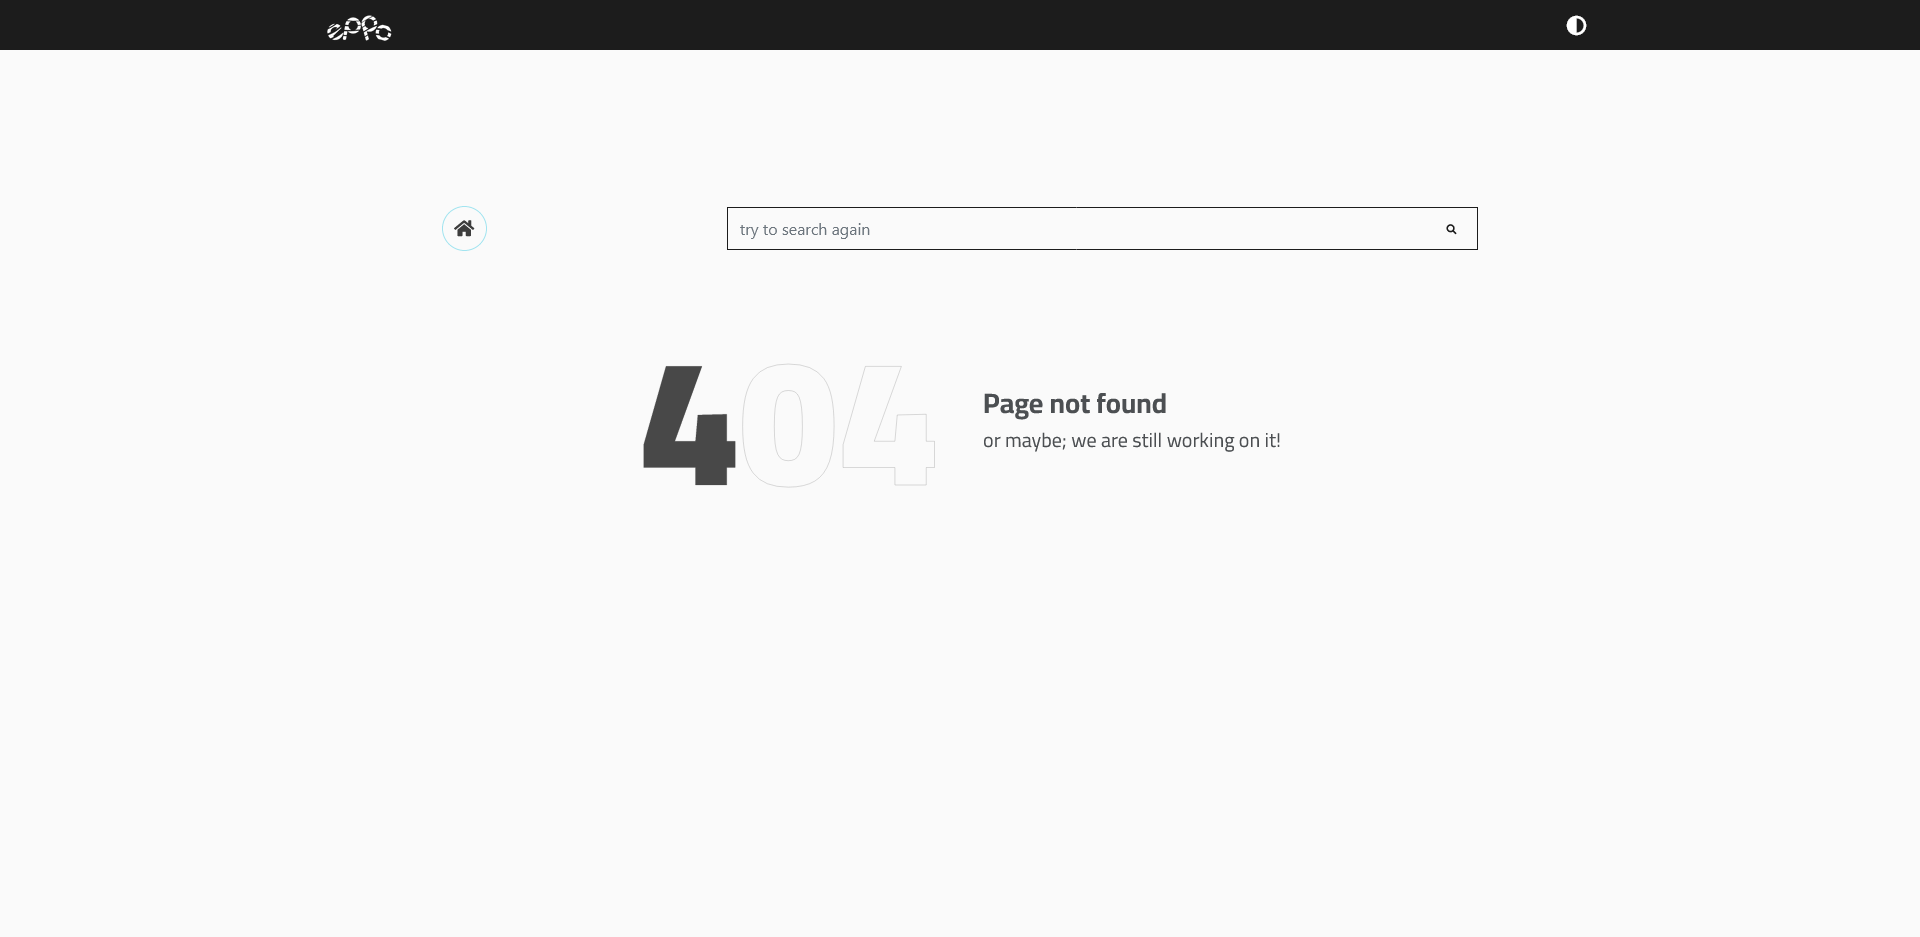 eppo
try to search again
404
Page not found
or maybe; we are still working on it!